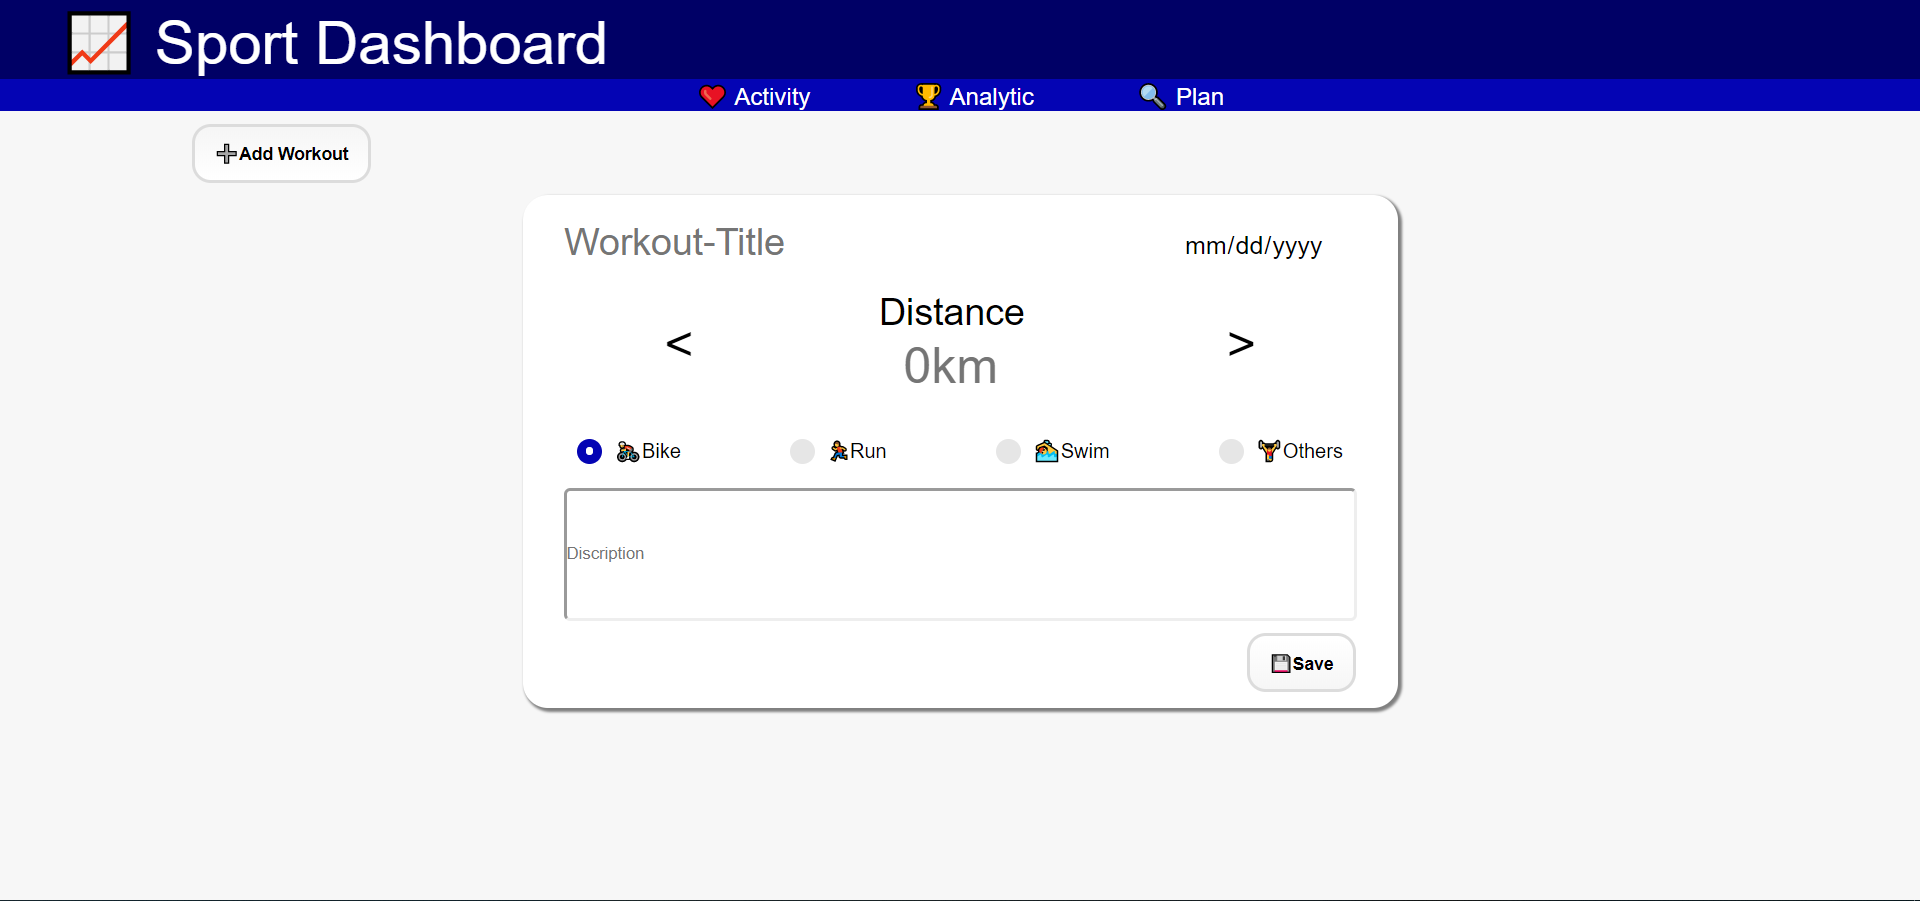 Sport Dashboard
Activity Analytic Plan
Add Workout
Workout-Title mm/dd/yyyy
Distance
< >
0km
Bike Run Swim Others
Discription
Save